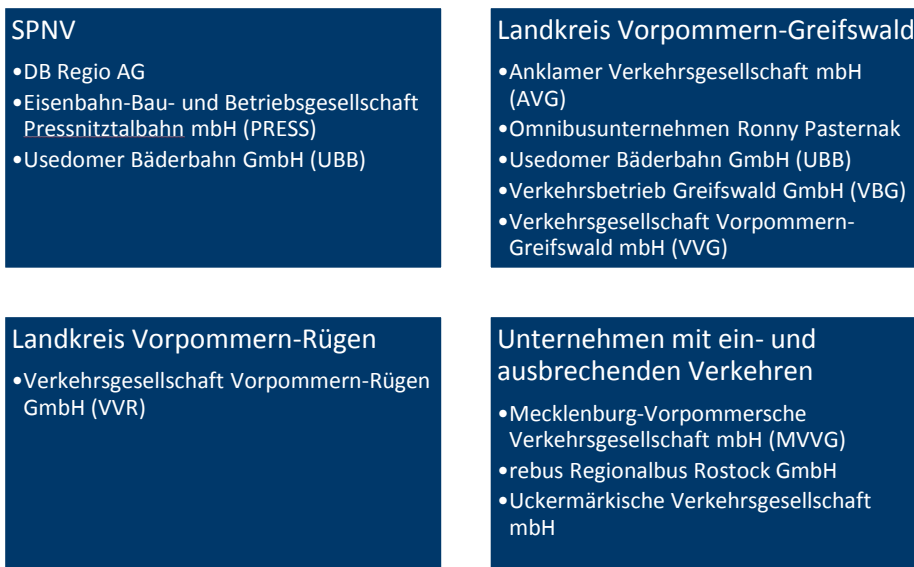 SPNV
•DB Regio AG
•Eisenbahn-Bau- und Betriebsgesellschaft
Pressnitztalbahn mbH (PRESS)
•Usedomer Bäderbahn GmbH (UBB)
Landkreis Vorpommern-Greifswald
•Anklamer Verkehrsgesellschaft mbH
(AVG)
•Omnibusunternehmen Ronny Pasternak
•Usedomer Bäderbahn GmbH (UBB)
•Verkehrsbetrieb Greifswald GmbH (VBG)
•Verkehrsgesellschaft Vorpommern-
Greifswald mbH (VVG)
Landkreis Vorpommern-Rügen
•Verkehrsgesellschaft Vorpommern-Rügen
GmbH (VVR)
Unternehmen mit ein- und
ausbrechenden Verkehren
•Mecklenburg-Vorpommersche
Verkehrsgesellschaft mbH (MVVG)
•rebus Regionalbus Rostock GmbH
•Uckermärkische Verkehrsgesellschaft
mbH